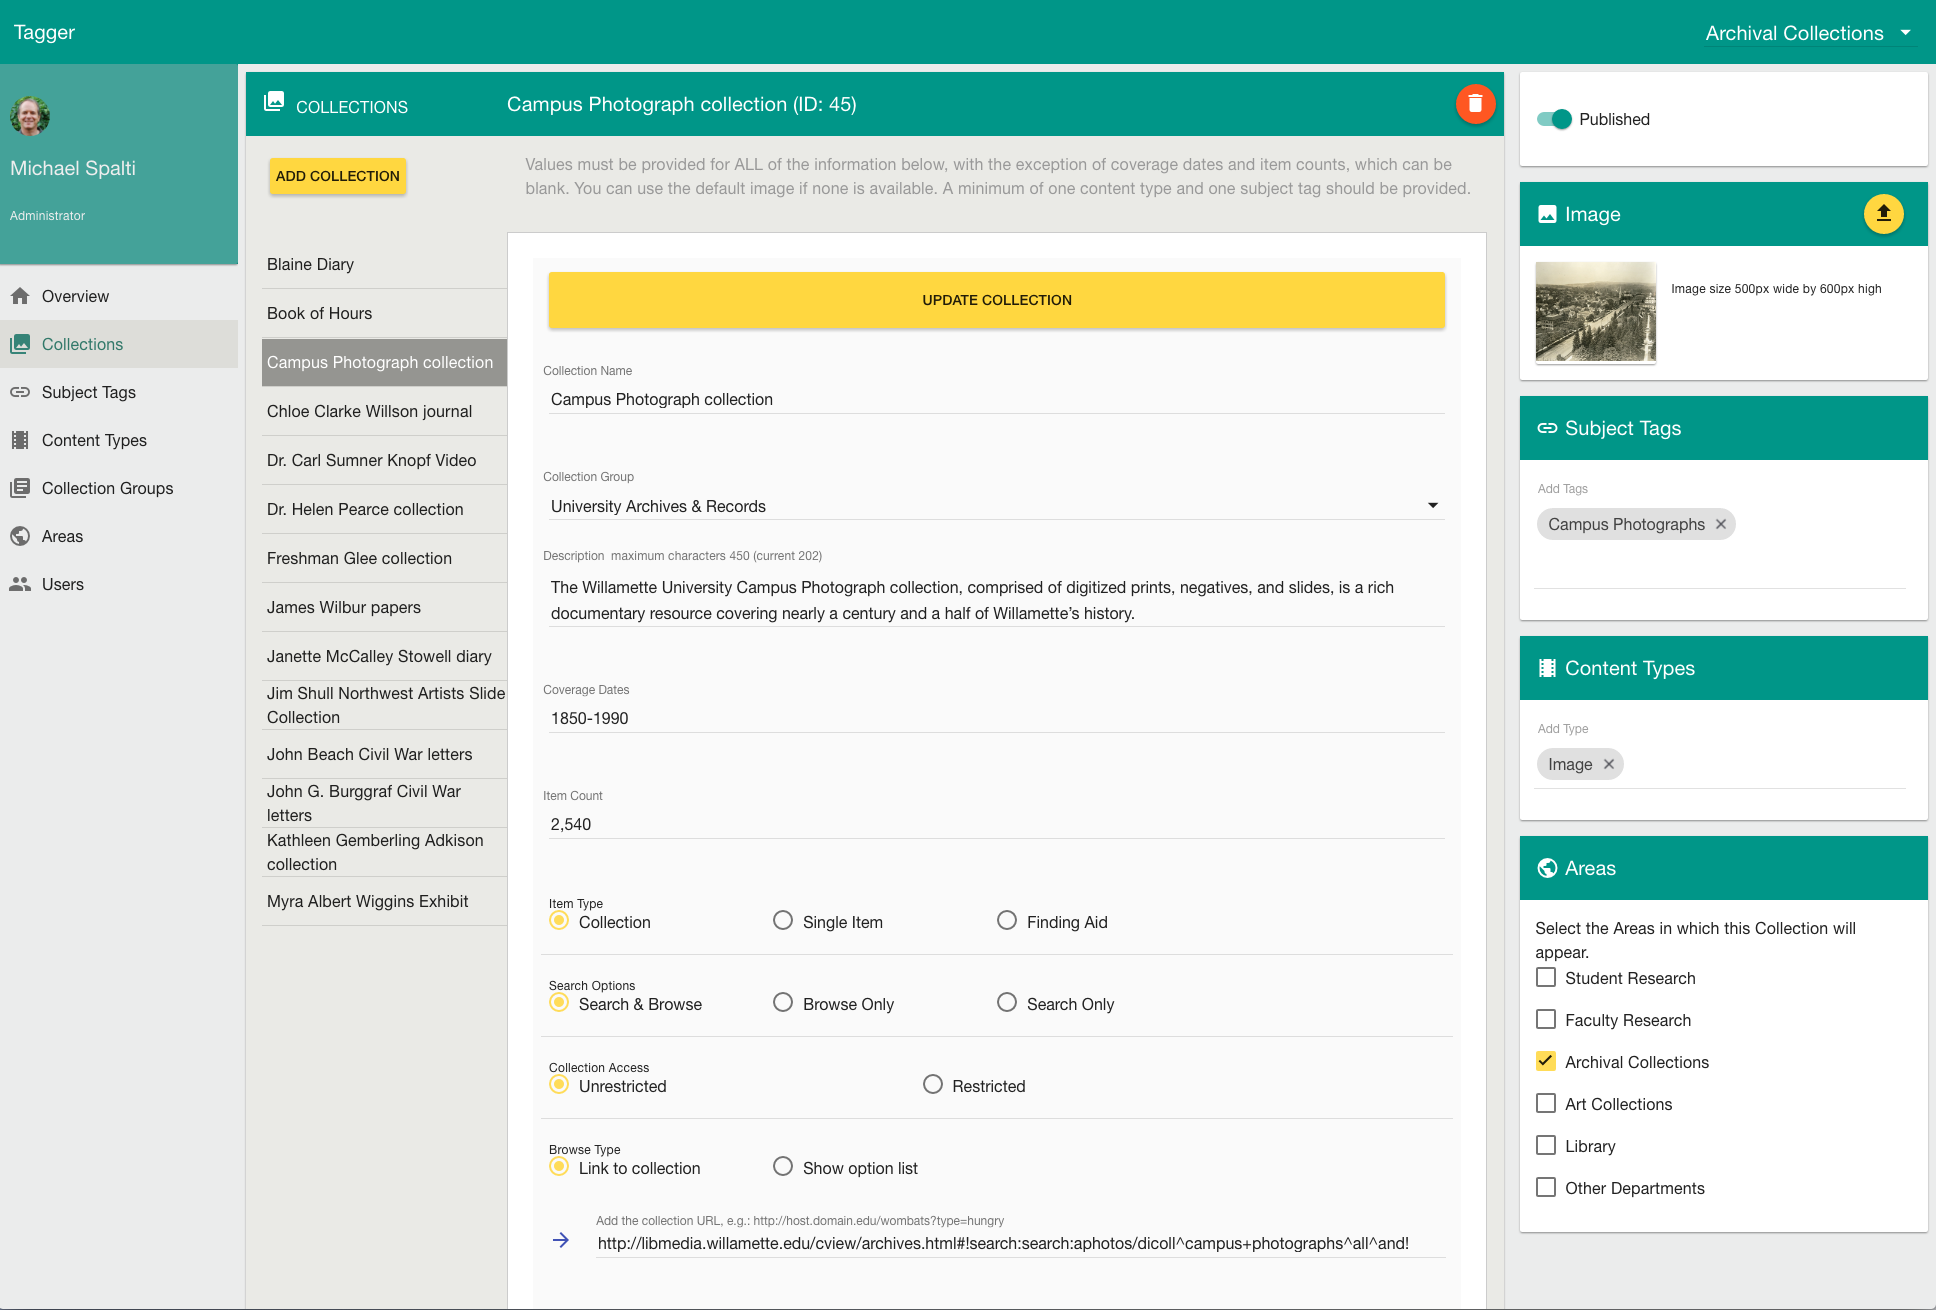 Tagger
Archival Collections
Michael Spalti
Administrator
Overview
Collections
Subject Tags
Content Types
Collection Groups
Areas
Users
COLLECTIONS
Campus Photograph collection (ID: 45)
ADD COLLECTION
Values must be provided for ALL of the information below, with the exception of coverage dates and item counts, which can be
blank. You can use the default image if none is available. A minimum of one content type and one subject tag should be provided.
Blaine Diary
Book of Hours
Campus Photograph collection
Chloe Clarke Willson journal
Dr. Carl Sumner Knopf Video
Dr. Helen Pearce collection
Freshman Glee collection
James Wilbur papers
Janette McCalley Stowell diary
Jim Shull Northwest Artists Slide
Collection
John Beach Civil War letters
John G. Burggraf Civil War
letters
Kathleen Gemberling Adkison
collection
Myra Albert Wiggins Exhibit
UPDATE COLLECTION
Collection Name
Campus Photograph collection
Collection Group
University Archives & Records
Description maximum characters 450 (current 202)
The Willamette University Campus Photograph collection, comprised of digitized prints, negatives, and slides, is a rich
documentary resource covering nearly a century and a half of Willamette’s history.
Coverage Dates
1850-1990
Item Count
2,540
Item Type
Collection Single Item Finding Aid
Search Options
Search & Browse Browse Only Search Only
Collection Access
Unrestricted Restricted
Browse Type
Link to collection Show option list
Add the collection URL, e.g.: http://host.domain.edu/wombats?type=hungry
http://libmedia.willamette.edu/cview/archives.html#!search:search:aphotos/dicoll^campus+photographs^all^and!
Published
Image
Image size 500px wide by 600px high
Subject Tags
Add Tags
Campus Photographs
Content Types
Add Type
Image
Areas
Select the Areas in which this Collection will
appear.
Student Research
Faculty Research
Archival Collections
Art Collections
Library
Other Departments